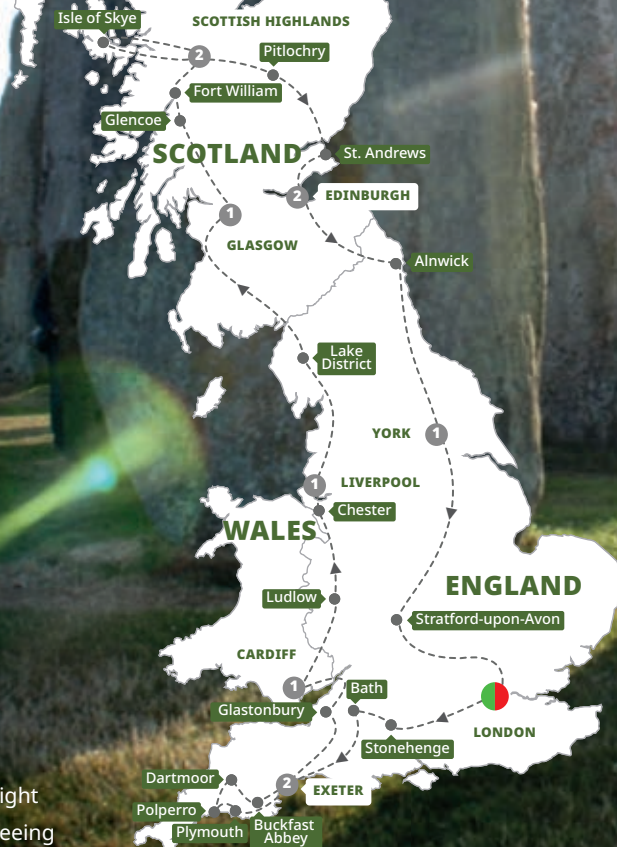 Isle of Skye
SCOTTISH HIGHLANDS
2
Pitlochry
Fort William
Glencoe
SCOTLAND
St. Andrews
1
2
EDINBURGH
GLASGOW
Alnwick
Lake
District
YORK
1
1
LIVERPOOL
Chester
WALES
ENGLAND
Ludlow
Stratford-upon-Avon
CARDIFF
1
Bath
Glastonbury
LONDON
Stonehenge
Dartmoor
2
EXETER
Polperro
Plymouth
Buckfast
Abbey
ight
eeing